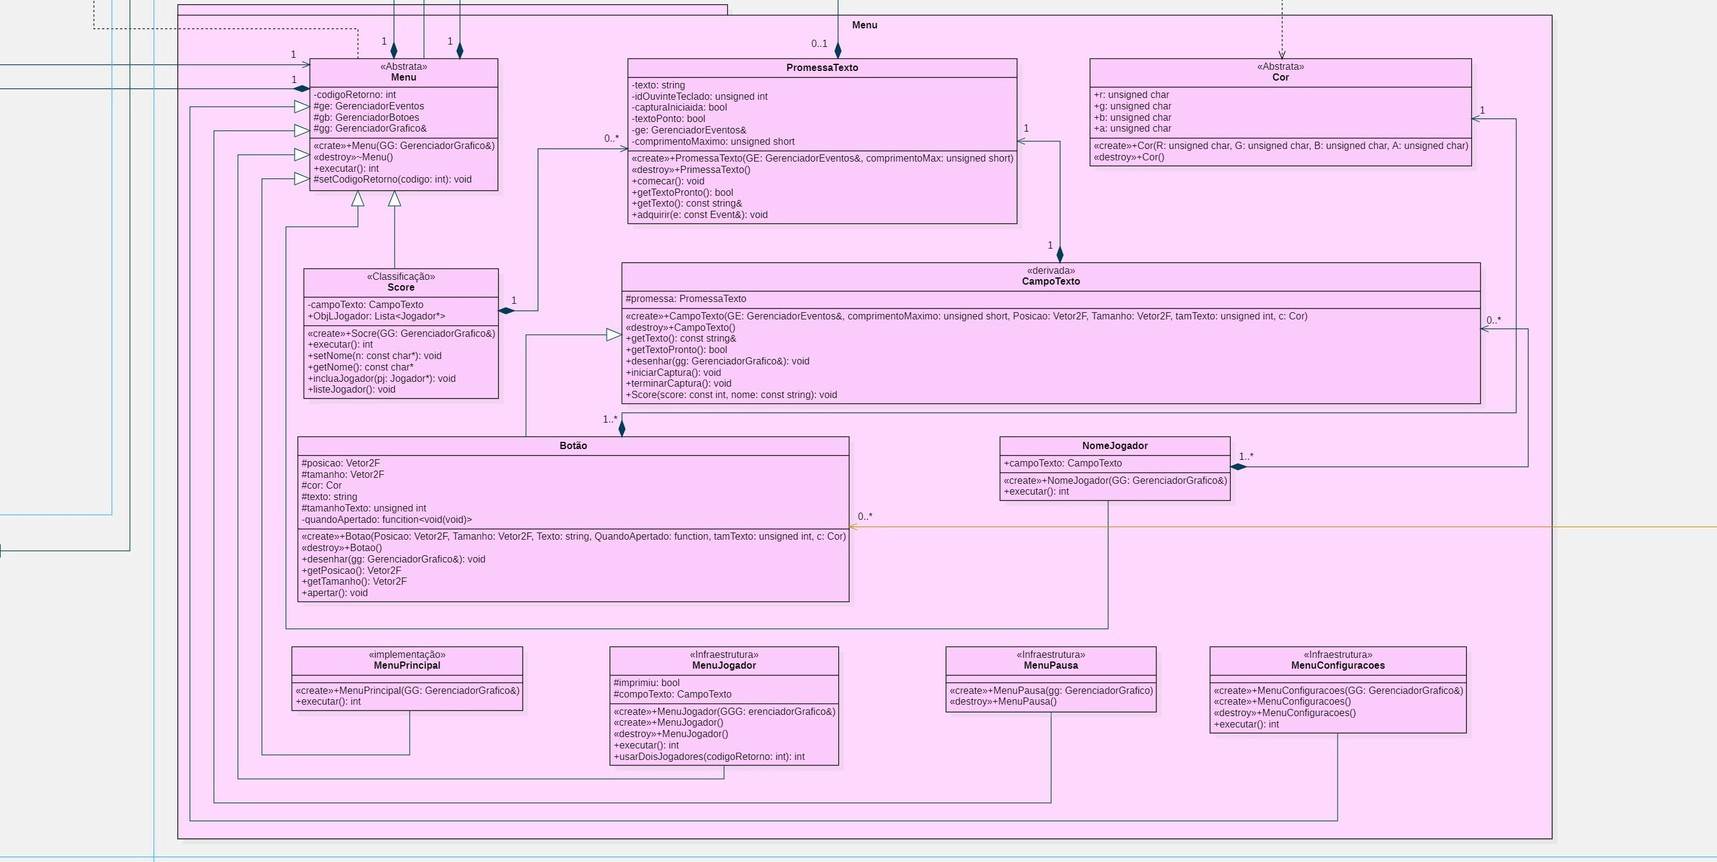 Menu
1
1
1
1
«Abstrata»
Menu
-codigoRetorno: int
#ge: GerenciadorEventos
#gb: GerenciadorBotoes
#gg: GerenciadorGrafico&
«crate»+Menu(GG: GerenciadorGrafico&)
«destroy»~Menu()
+executar(): int
#setCodigoRetorno(codigo: int): void
0..1
PromessaTexto
-texto: string
-idOuvinteTeclado: unsigned int
-capturaIniciaida: bool
-textoPonto: bool
-ge: GerenciadorEventos&
-comprimentoMaximo: unsigned short
«create»+PromessaTexto(GE: GerenciadorEventos&, comprimentoMax: unsigned short)
«destroy»+PrimessaTexto()
+comecar(): void
+getTextoPronto(): bool
+getTexto(): const string&
+adquirir(e: const Event&): void
0..*
1
«Abstrata»
Cor
+r: unsigned char
+g: unsigned char
+b: unsigned char
+a: unsigned char
«create»+Cor(R: unsigned char, G: unsigned char, B: unsigned char, A: unsigned char)
«destroy»+Cor()
1
«Classificação»
Score
-campoTexto: CampoTexto
+ObjLJogador: Lista<Jogador*>
«create»+Socre(GG: GerenciadorGrafico&)
+executar(): int
+setNome(n: const char*): void
+getNome(): const char*
+incluaJogador(pj: Jogador*): void
+listeJogador(): void
1
1
«derivada»
CampoTexto
#promessa: PromessaTexto
«create»+CampoTexto(GE: GerenciadorEventos&, comprimentoMaximo: unsigned short, Posicao: Vetor2F, Tamanho: Vetor2F, tamTexto: unsigned int, c: Cor)
«destroy»+CampoTexto()
+getTexto(): const string&
+getTextoPronto(): bool
+desenhar(gg: GerenciadorGrafico&): void
+iniciarCaptura(): void
+terminarCaptura(): void
+Score(score: const int, nome: const string): void
0..*
1..*
Botão
#posicao: Vetor2F
#tamanho: Vetor2F
#cor: Cor
#texto: string
#tamanhoTexto: unsigned int
-quandoApertado: funcition<void(void)>
«create»+Botao(Posicao: Vetor2F, Tamanho: Vetor2F, Texto: string, QuandoApertado: function, tamTexto: unsigned int, c: Cor)
«destroy»+Botao()
+desenhar(gg: GerenciadorGrafico&): void
+getPosicao(): Vetor2F
+getTamanho(): Vetor2F
+apertar(): void
0..*
NomeJogador
+campoTexto: CampoTexto
«create»+NomeJogador(GG: GerenciadorGrafico&)
+executar(): int
1..*
«implementação»
MenuPrincipal
«create»+MenuPrincipal(GG: GerenciadorGrafico&)
+executar(): int
«Infraestrutura»
MenuJogador
#imprimiu: bool
#compoTexto: CampoTexto
«create»+MenuJogador(GGG: erenciadorGrafico&)
«create»+MenuJogador()
«destroy»+MenuJogador()
+executar(): int
+usarDoisJogadores(codigoRetorno: int): int
«Infraestrutura»
MenuPausa
«create»+MenuPausa(gg: GerenciadorGrafico)
«destroy»+MenuPausa()
«Infraestrutura»
MenuConfiguracoes
«create»+MenuConfiguracoes(GG: GerenciadorGrafico&)
«create»+MenuConfiguracoes()
«destroy»+MenuConfiguracoes()
+executar(): int